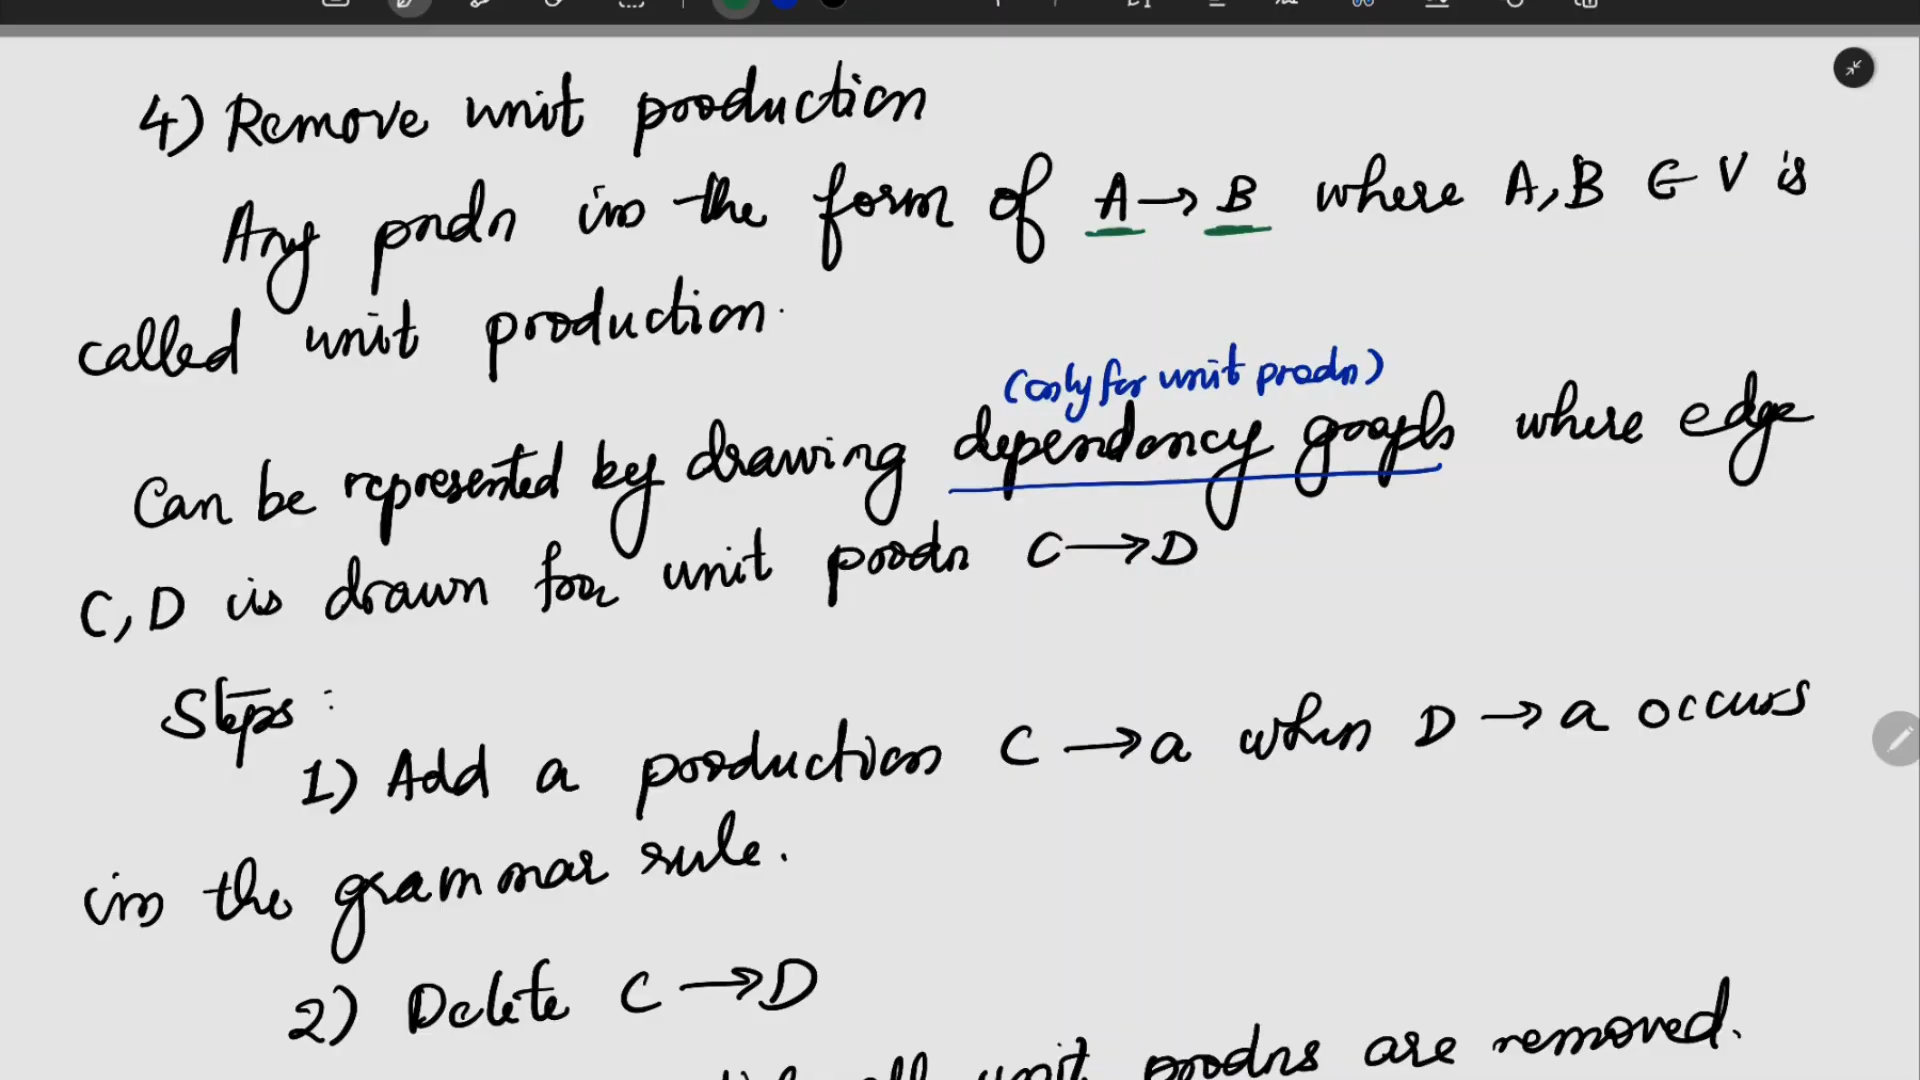 4) Remove unit production
Any prodn in the form of A → B where A, B ∈ V is
called unit production.
(only for unit prodn)
Can be represented by drawing dependency graph where edge
C, D is drawn for unit prodn C → D
Steps :
1) Add a production C → a when D → a occurs
in the grammar rule.
2) Delete C → D
all unit prodns are removed.